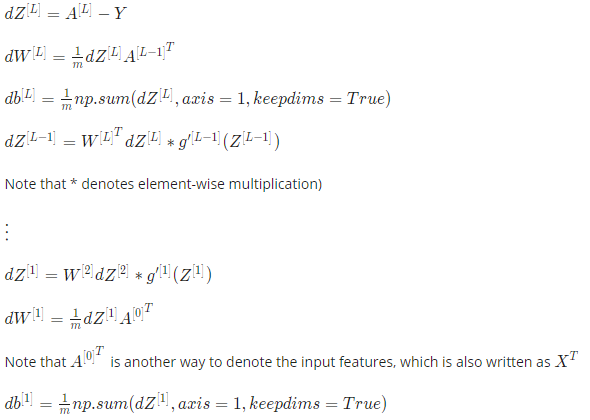 dZ^{[L]} = A^{[L]} − Y
dW^{[L]} = \frac{1}{m} dZ^{[L]} A^{[L−1]^T}
db^{[L]} = \frac{1}{m} np.sum(dZ^{[L]}, axis = 1, keepdims = True)
dZ^{[L−1]} = W^{[L]^T} dZ^{[L]} * g'^{[L−1]}(Z^{[L−1]})
Note that * denotes element-wise multiplication)
⋮
dZ^{[1]} = W^{[2]} dZ^{[2]} * g'^{[1]}(Z^{[1]})
dW^{[1]} = \frac{1}{m} dZ^{[1]} A^{[0]^T}
Note that A^{[0]^T} is another way to denote the input features, which is also written as X^T
db^{[1]} = \frac{1}{m} np.sum(dZ^{[1]}, axis = 1, keepdims = True)